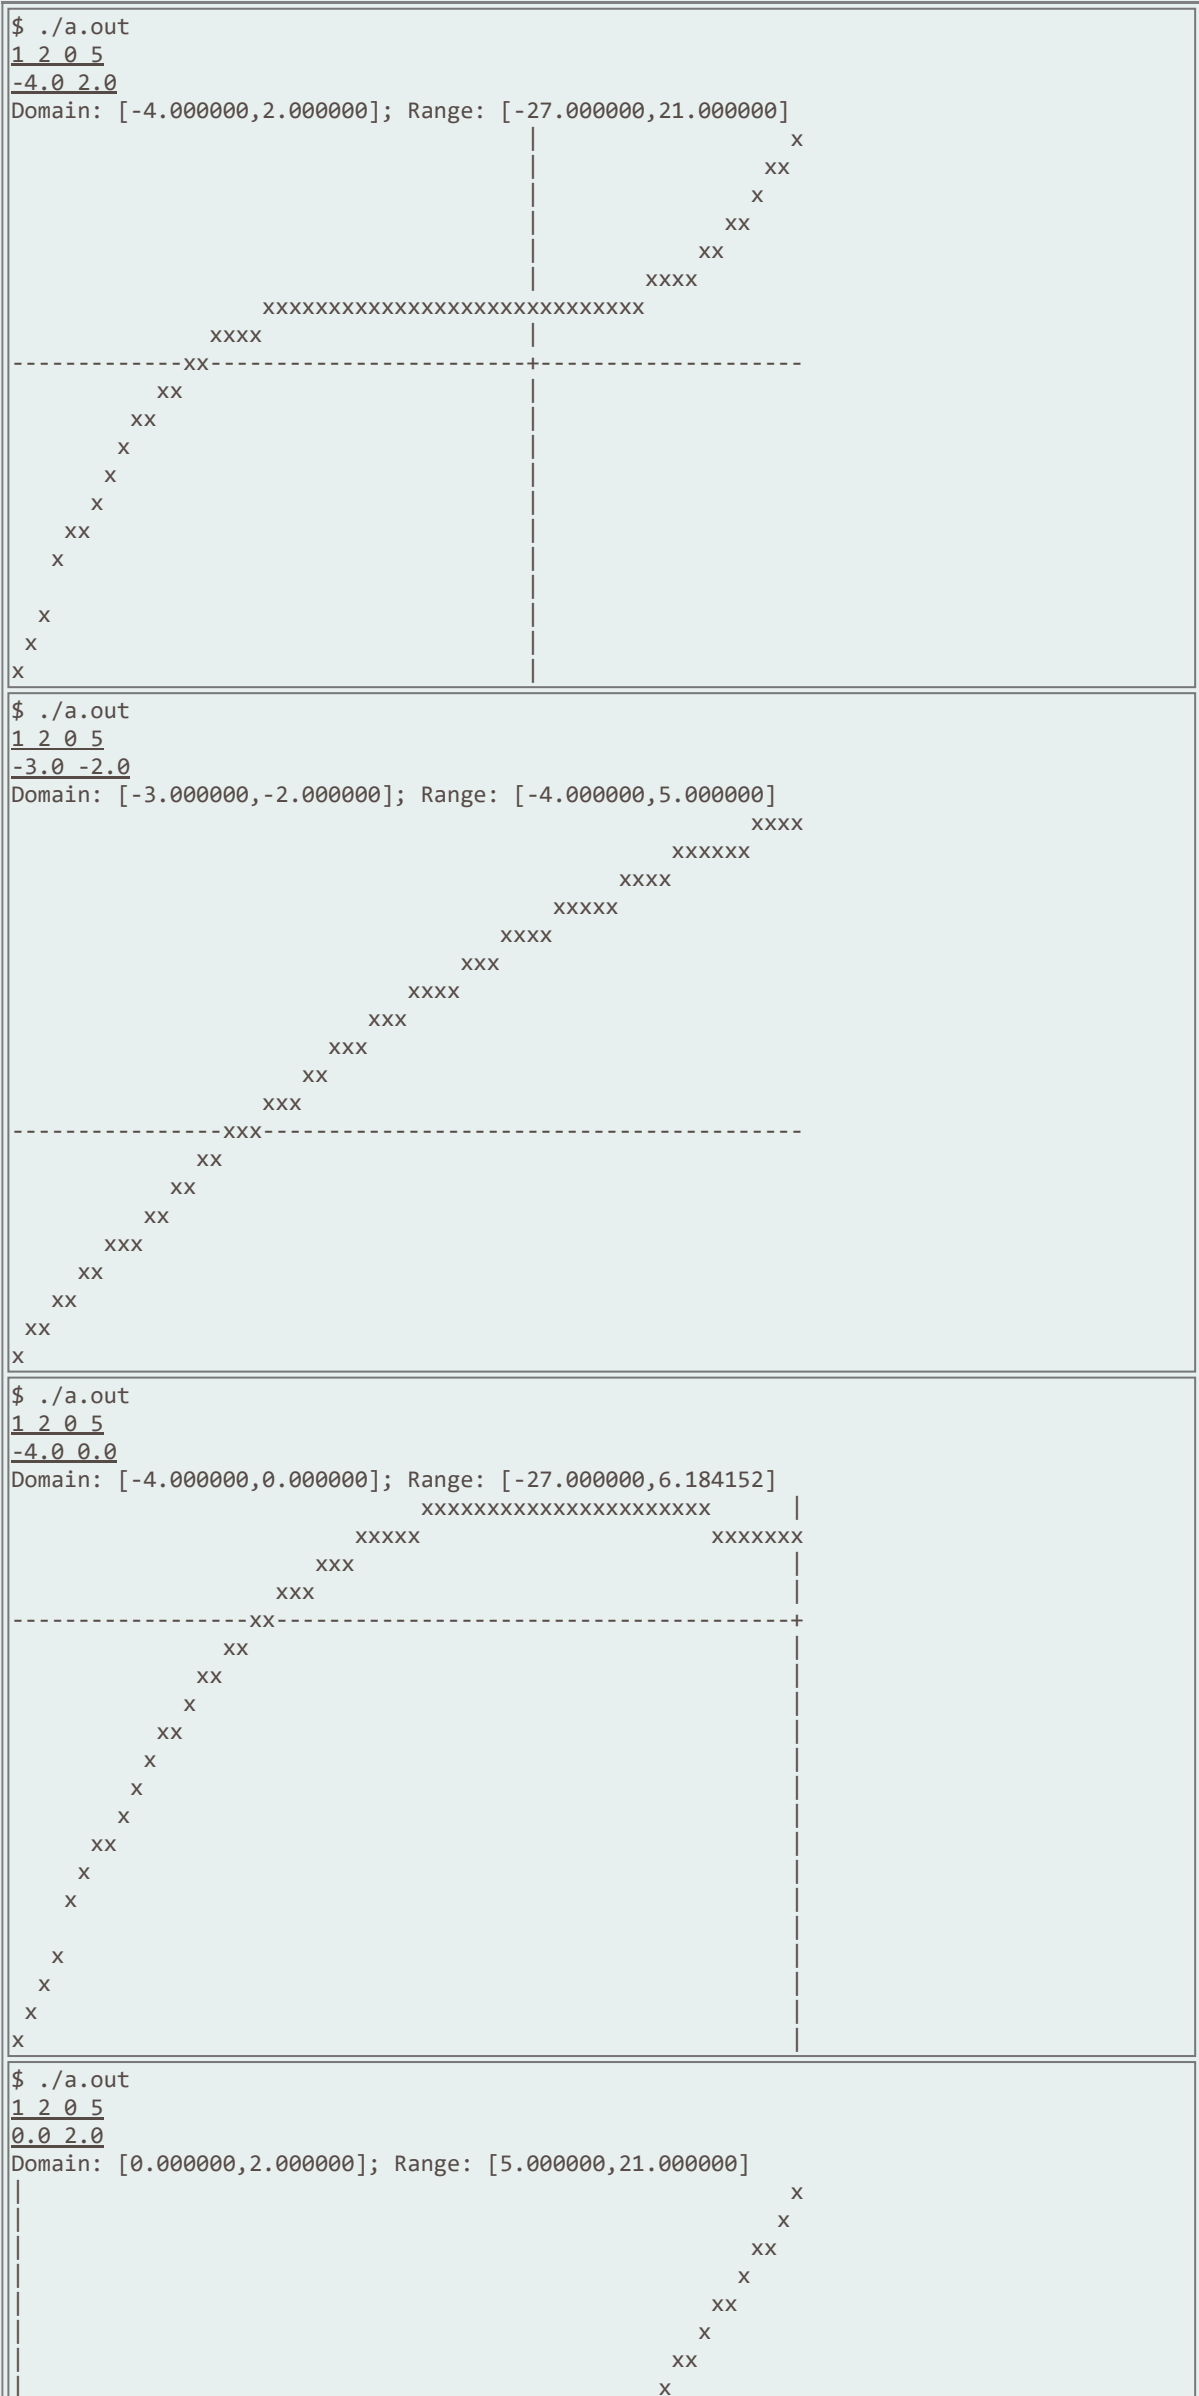 $ ./a.out
1 2 0 5
-4.0 2.0
Domain: [-4.000000,2.000000]; Range: [-27.000000,21.000000]
                                       |                   x
                                       |                 xx
                                       |                x
                                       |              xx
                                       |            xx
                                       |        xxxx
                   xxxxxxxxxxxxxxxxxxxxxxxxxxxxx
               xxxx                    |
-------------xx------------------------+--------------------
           xx                          |
         xx                            |
        x                              |
       x                               |
      x                                |
    xx                                 |
   x                                   |
                                       |
  x                                    |
 x                                     |
x                                      |
$ ./a.out
1 2 0 5
-3.0 -2.0
Domain: [-3.000000,-2.000000]; Range: [-4.000000,5.000000]
                                                        xxxx
                                                  xxxxxx
                                              xxxx
                                         xxxxx
                                     xxxx
                                  xxx
                              xxxx
                           xxx
                        xxx
                      xx
                   xxx
----------------xxx-----------------------------------------
              xx
            xx
          xx
       xxx
     xx
   xx
 xx
x
$ ./a.out
1 2 0 5
-4.0 0.0
Domain: [-4.000000,0.000000]; Range: [-27.000000,6.184152]
                               xxxxxxxxxxxxxxxxxxxxxx      |
                          xxxxx                      xxxxxxx
                       xxx                                 |
                    xxx                                    |
------------------xx---------------------------------------+
                xx                                         |
              xx                                           |
             x                                             |
           xx                                              |
          x                                                |
         x                                                 |
        x                                                  |
      xx                                                   |
     x                                                     |
    x                                                      |
                                                           |
   x                                                       |
  x                                                        |
 x                                                         |
x                                                          |
$ ./a.out
1 2 0 5
0.0 2.0
Domain: [0.000000,2.000000]; Range: [5.000000,21.000000]
|                                                          x
|                                                         x
|                                                       xx
|                                                      x
|                                                    xx
|                                                   x
|                                                 xx
|                                                x